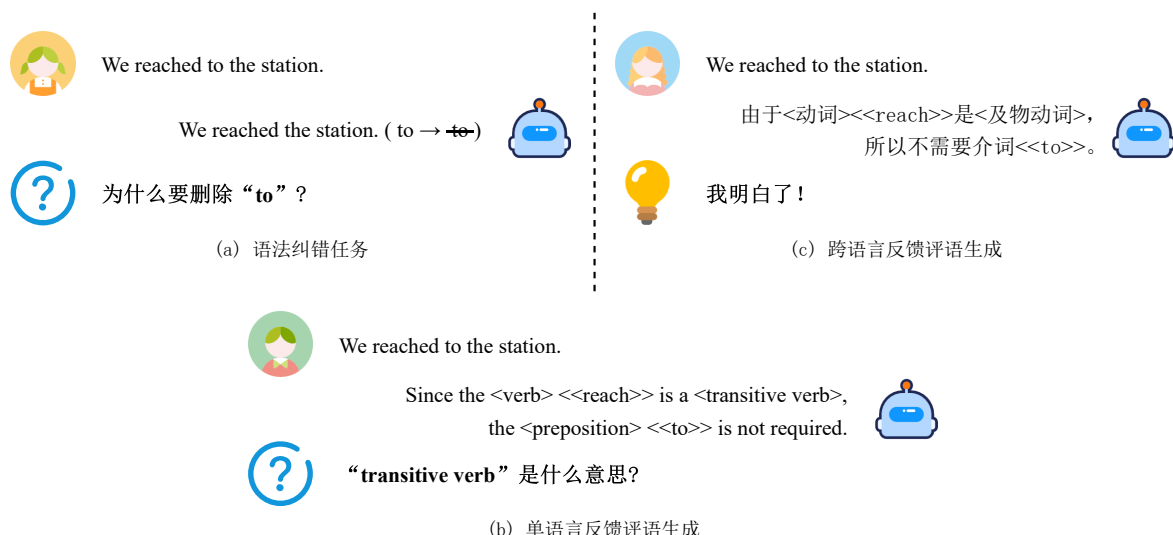 We reached to the station.
We reached the station. ( to → to )
为什么要删除“to”？
(a) 语法纠错任务
We reached to the station.
由于<动词><<reach>>是<及物动词>，
所以不需要介词<<to>>。
我明白了！
(c) 跨语言反馈评语生成
We reached to the station.
Since the <verb> <<reach>> is a <transitive verb>,
the <preposition> <<to>> is not required.
“transitive verb”是什么意思?
(b) 单语言反馈评语生成